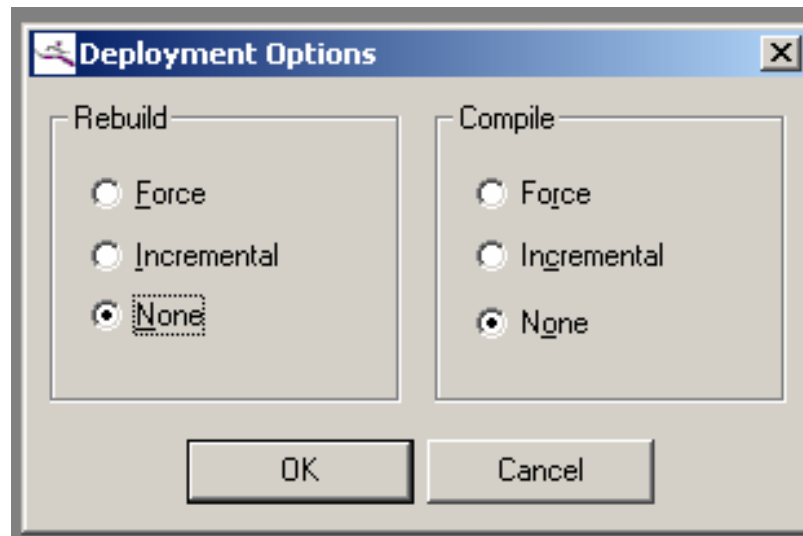 Deployment Options
Rebuild
Force
Incremental
None
Compile
Force
Incremental
None
OK
Cancel